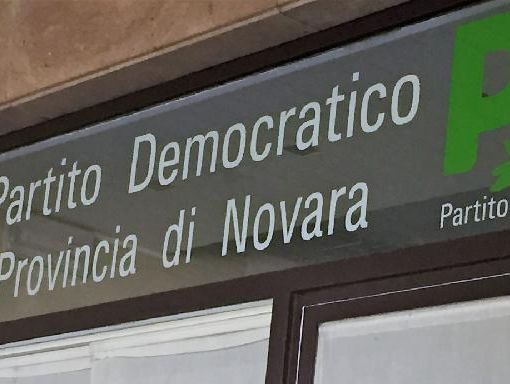 Partito Democratico
Provincia di Novara
P
Partito